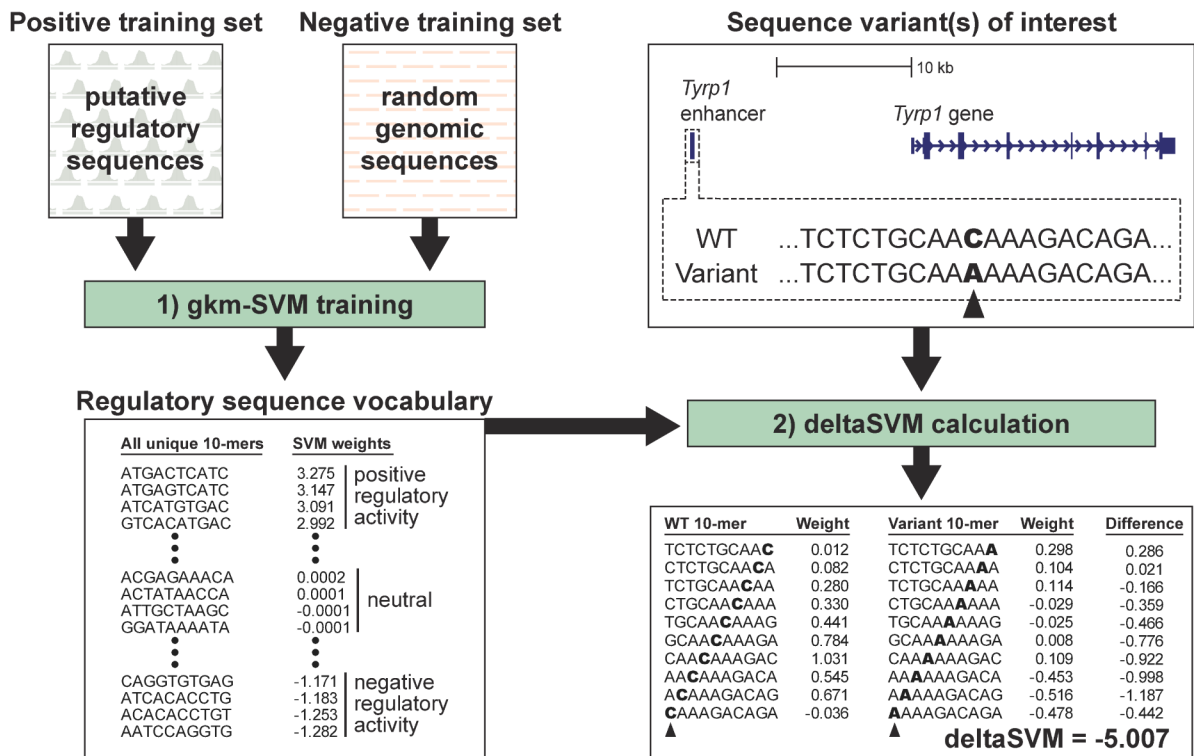 Positive training set
putative
regulatory
sequences
Negative training set
random
genomic
sequences
1) gkm-SVM training
Regulatory sequence vocabulary
All unique 10-mers SVM weights
ATGACTCATC 3.275
ATGAGTCATC 3.147
ATCATGTGAC 3.091
GTCACATGAC 2.992
positive
regulatory
activity
ACGAGAAACA 0.0002
ACTATAACCA 0.0001
ATTGCTAAGC -0.0001
GGATAAAATA -0.0001
neutral
CAGGTGTGAG -1.171
ATCACACCTG -1.183
ACACACCTGT -1.253
AATCCAGGTG -1.282
negative
regulatory
activity
Sequence variant(s) of interest
10 kb
Tyrp1
enhancer
Tyrp1 gene
WT ...TCTCTGCAACAAAGACAGA...
Variant ...TCTCTGCAAAAAAGACAGA...
2) deltaSVM calculation
WT 10-mer Weight Variant 10-mer Weight Difference
TCTCTGCAAC 0.012 TCTCTGCAAA 0.298 0.286
CTCTGCAACA 0.082 CTCTGCAAAA 0.104 0.021
TCTGCAACAA 0.280 TCTGCAAAAA 0.114 -0.166
CTGCAACAAA 0.330 CTGCAAAAAA -0.029 -0.359
TGCAACAAAG 0.441 TGCAAAAAAG -0.025 -0.466
GCAACAAAGA 0.784 GCAAAAAAGA 0.008 -0.776
CAACAAAGAC 1.031 CAAAAAAGAC 0.109 -0.922
AACAAAGACA 0.545 AAAAAAGACA -0.453 -0.998
ACAAAGACAG 0.671 AAAAAGACAG -0.516 -1.187
CAAAGACAGA -0.036 AAAAGACAGA -0.478 -0.442
deltaSVM = -5.007